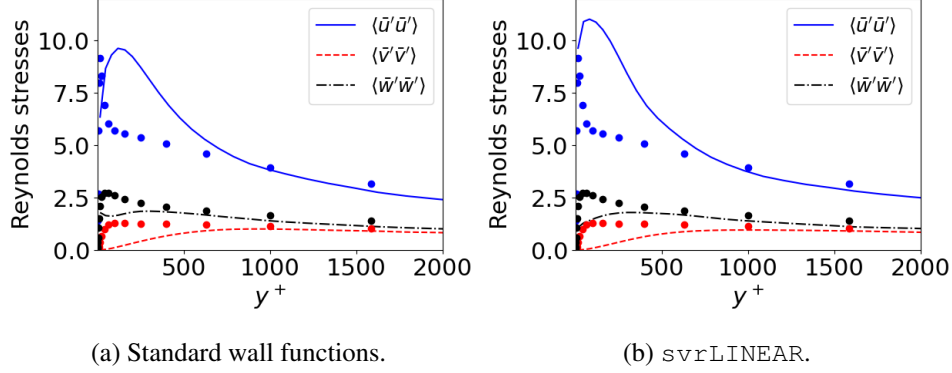 Reynolds stresses
10.0
7.5
5.0
2.5
0.0
⟨ū′ū′⟩
⟨v̄′v̄′⟩
⟨w̄′w̄′⟩
500 1000 1500 2000
y⁺
(a) Standard wall functions.
Reynolds stresses
10.0
7.5
5.0
2.5
0.0
⟨ū′ū′⟩
⟨v̄′v̄′⟩
⟨w̄′w̄′⟩
500 1000 1500 2000
y⁺
(b) svrLINEAR.